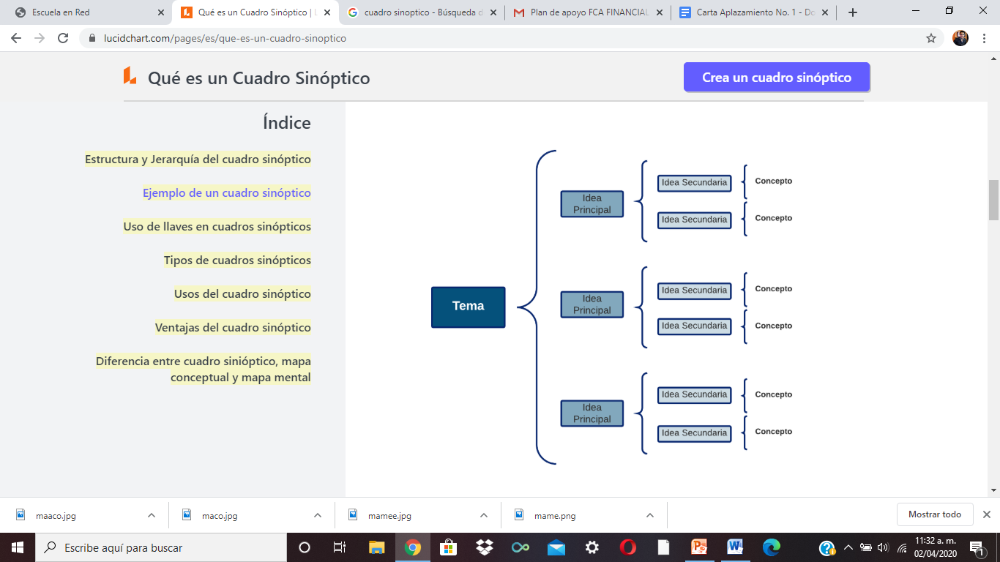 Escuela en Red
Qué es un Cuadro Sinóptico | L
cuadro sinoptico - Búsqueda d
Plan de apoyo FCA FINANCIAL
Carta Aplazamiento No. 1 - Do
lucidchart.com/pages/es/que-es-un-cuadro-sinoptico
Qué es un Cuadro Sinóptico
Crea un cuadro sinóptico
Índice
Estructura y Jerarquía del cuadro sinóptico
Ejemplo de un cuadro sinóptico
Uso de llaves en cuadros sinópticos
Tipos de cuadros sinópticos
Usos del cuadro sinóptico
Ventajas del cuadro sinóptico
Diferencia entre cuadro sinióptico, mapa
conceptual y mapa mental
Tema
Idea
Principal
Idea Secundaria
Concepto
Idea Secundaria
Concepto
Idea
Principal
Idea Secundaria
Concepto
Idea Secundaria
Concepto
Idea
Principal
Idea Secundaria
Concepto
Idea Secundaria
Concepto
maaco.jpg
maco.jpg
mamee.jpg
mame.png
Mostrar todo
Escribe aquí para buscar
11:32 a. m.
02/04/2020
1